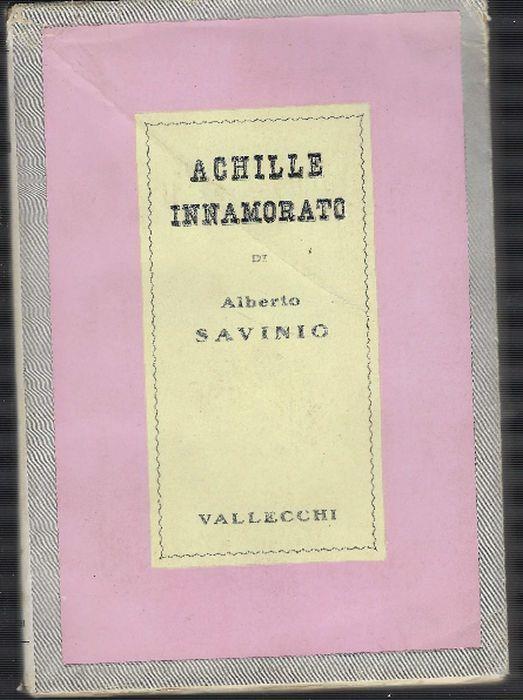 ACHILLE
INNAMORATO
DI
Alberto
SAVINIO
VALLECCHI